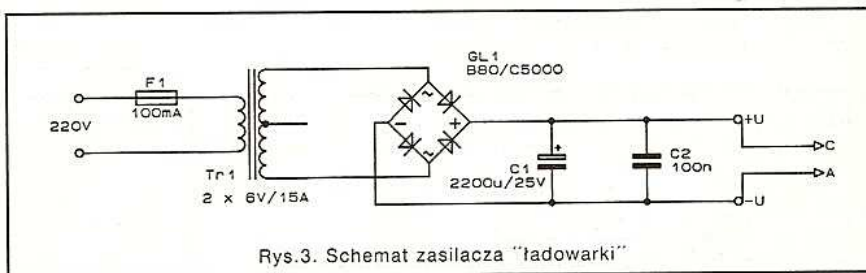 GL1
B80/C5000
F1
100mA
220V
~
-
+
~
Tr1
2 x 6V/15A
+
C1
2200u/25V
C2
100n
+U
C
A
-U
Rys.3. Schemat zasilacza "ładowarki"